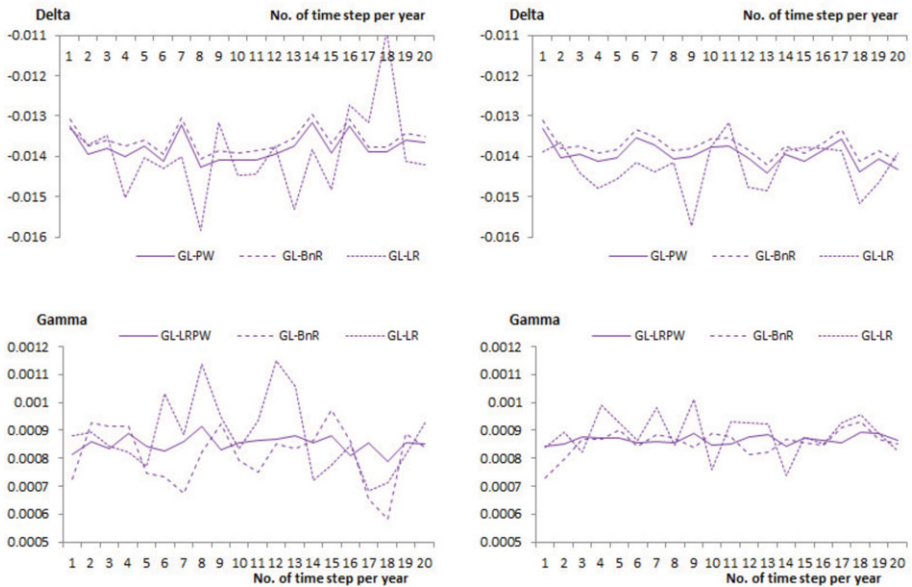 Delta No. of time step per year
-0.011
1 2 3 4 5 6 7 8 9 10 11 12 13 14 15 16 17 18 19 20
-0.012
-0.013
-0.014
-0.015
-0.016
GL-PW GL-BnR GL-LR
Delta No. of time step per year
-0.011
1 2 3 4 5 6 7 8 9 10 11 12 13 14 15 16 17 18 19 20
-0.012
-0.013
-0.014
-0.015
-0.016
GL-PW GL-BnR GL-LR
Gamma
GL-LRPW GL-BnR GL-LR
0.0012
0.0011
0.001
0.0009
0.0008
0.0007
0.0006
0.0005
1 2 3 4 5 6 7 8 9 10 11 12 13 14 15 16 17 18 19 20
No. of time step per year
Gamma
GL-LRPW GL-BnR GL-LR
0.0012
0.0011
0.001
0.0009
0.0008
0.0007
0.0006
0.0005
1 2 3 4 5 6 7 8 9 10 11 12 13 14 15 16 17 18 19 20
No. of time step per year